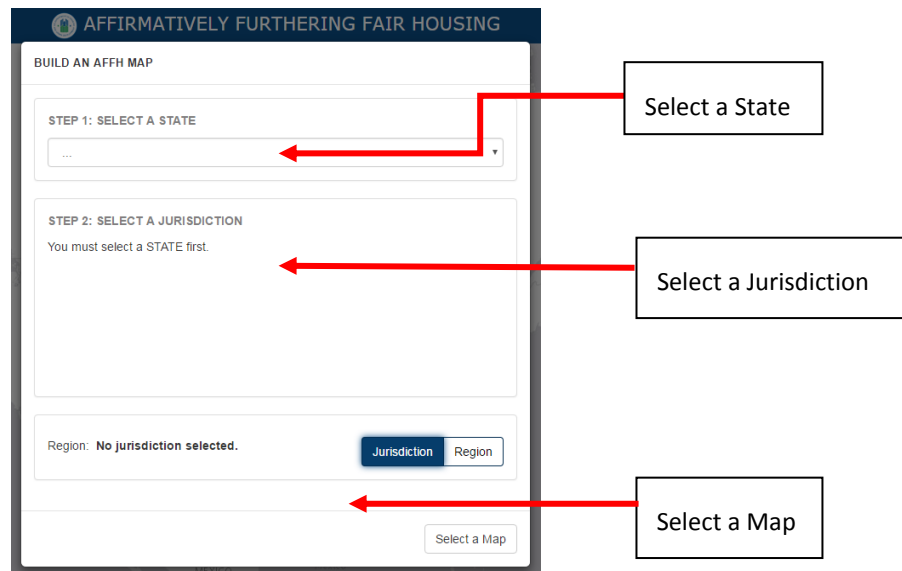 AFFIRMATIVELY FURTHERING FAIR HOUSING
BUILD AN AFFH MAP
STEP 1: SELECT A STATE
...
Select a State
STEP 2: SELECT A JURISDICTION
You must select a STATE first.
Select a Jurisdiction
Region: No jurisdiction selected.
Jurisdiction Region
Select a Map
Select a Map